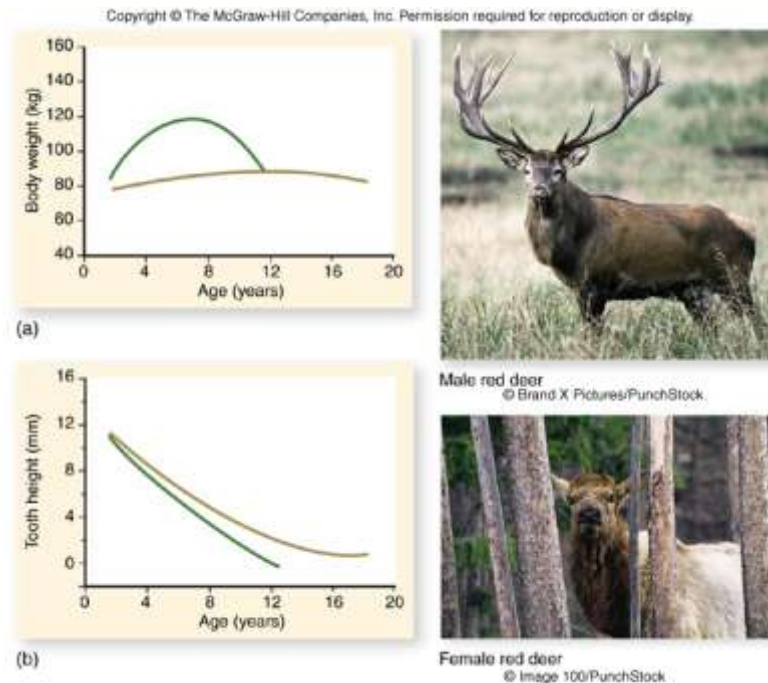 Copyright © The McGraw-Hill Companies, Inc. Permission required for reproduction or display.
160
140
120
100
80
60
40
Body weight (kg)
0 4 8 12 16 20
Age (years)
(a)
Male red deer
© Brand X Pictures/PunchStock
16
12
8
4
0
Tooth height (mm)
0 4 8 12 16 20
Age (years)
(b)
Female red deer
© Image 100/PunchStock